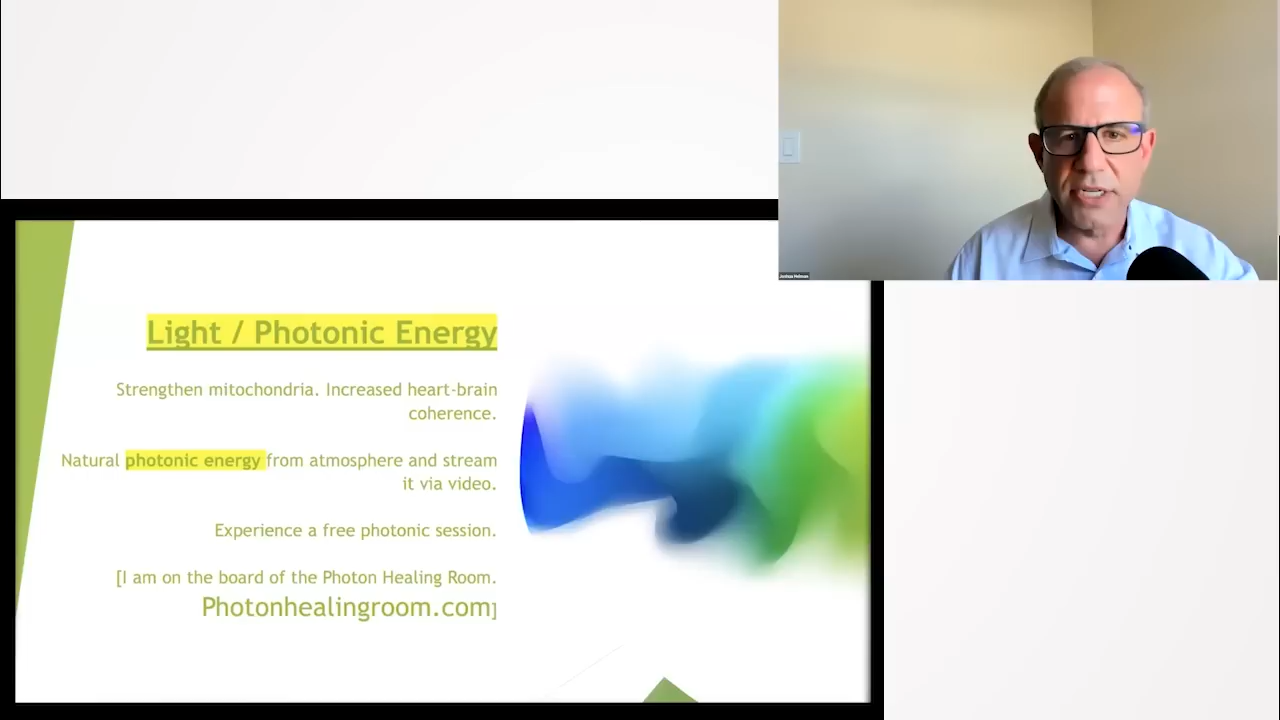 Light / Photonic Energy
Strengthen mitochondria. Increased heart-brain
coherence.
Natural photonic energy from atmosphere and stream
it via video.
Experience a free photonic session.
[I am on the board of the Photon Healing Room.
Photonhealingroom.com]